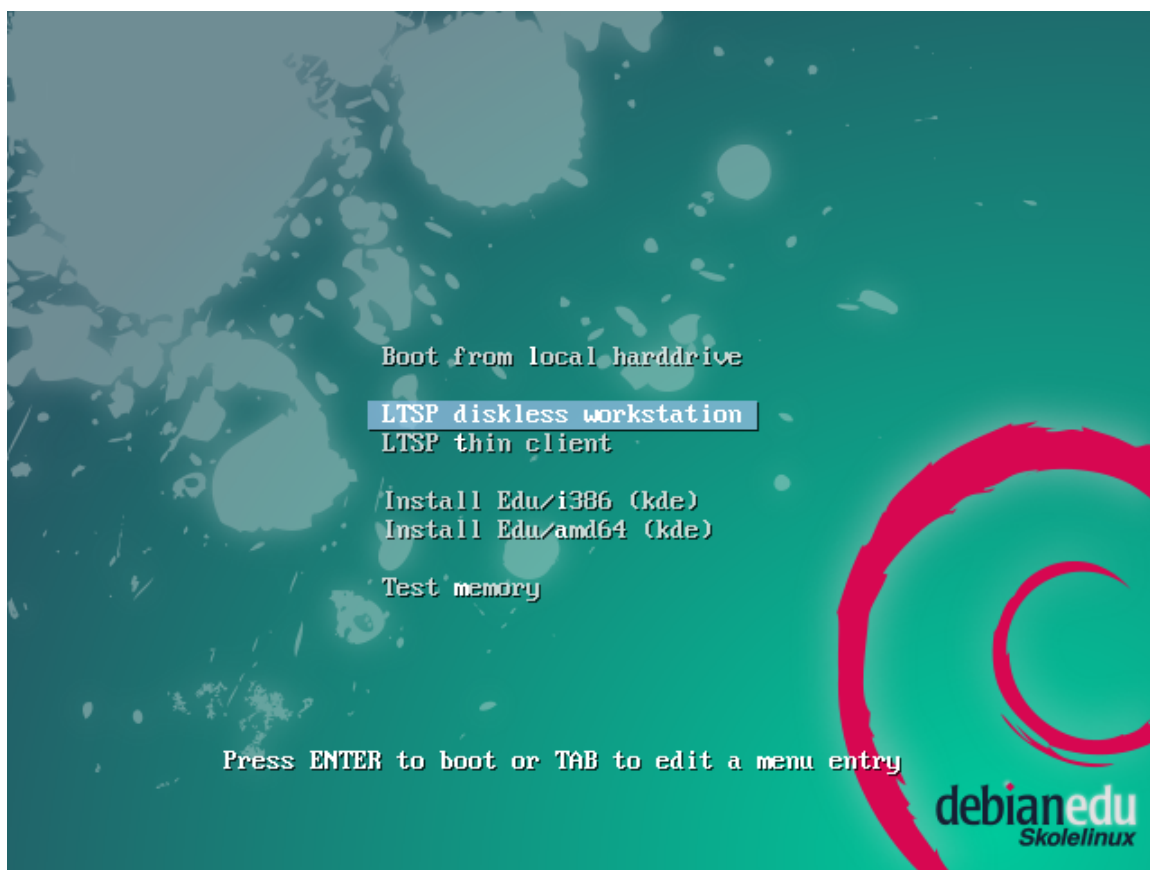 Boot from local harddrive
LTSP diskless workstation
LTSP thin client
Install Edu/i386 (kde)
Install Edu/amd64 (kde)
Test memory
Press ENTER to boot or TAB to edit a menu entry
debianedu
Skolelinux